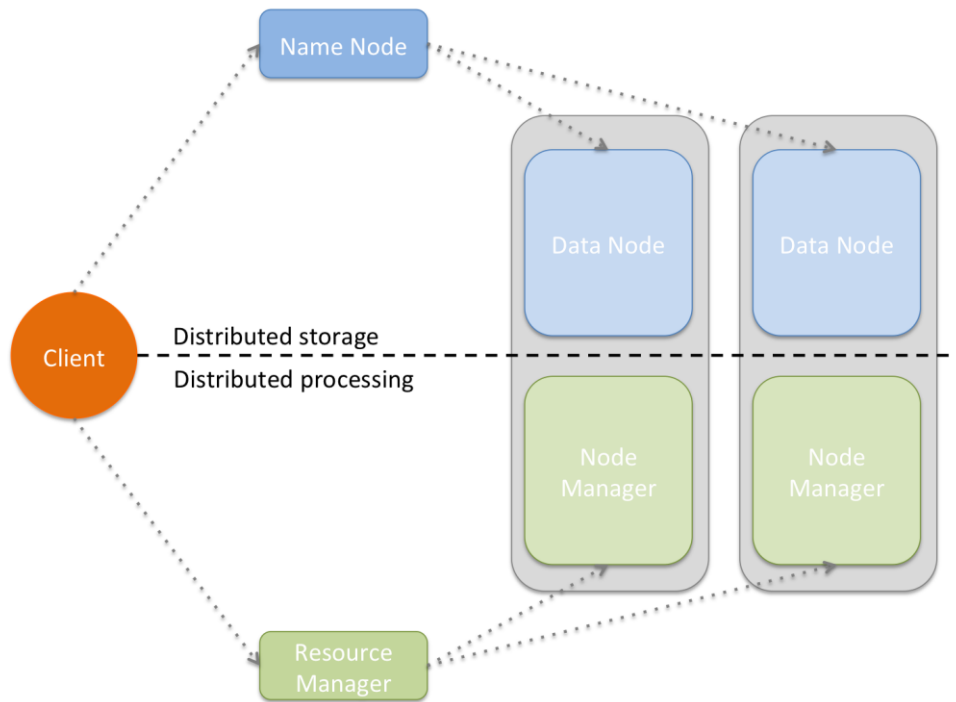 Name Node
Data Node
Data Node
Distributed storage
Client
Distributed processing
Node
Manager
Node
Manager
Resource
Manager